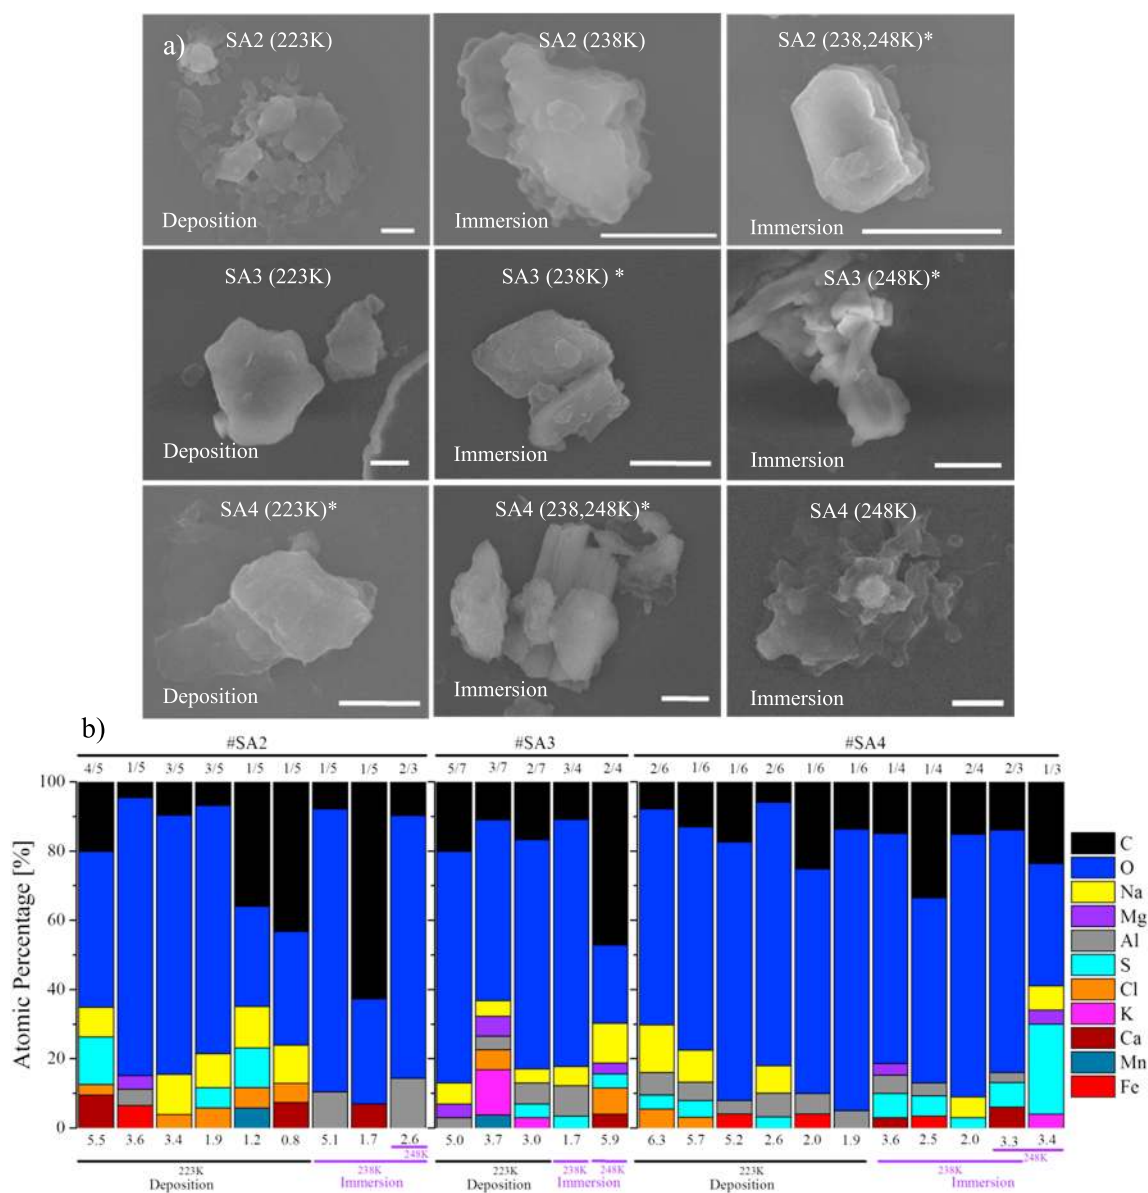 a)
SA2 (223K)
Deposition
SA2 (238K)
Immersion
SA2 (238,248K)*
Immersion
SA3 (223K)
Deposition
SA3 (238K) *
Immersion
SA3 (248K)*
Immersion
SA4 (223K)*
Deposition
SA4 (238,248K)*
Immersion
SA4 (248K)
Immersion
b)
#SA2 #SA3 #SA4
4/5 1/5 3/5 3/5 1/5 1/5 1/5 1/5 2/3 5/7 3/7 2/7 3/4 2/4 2/6 1/6 1/6 2/6 1/6 1/6 1/4 1/4 2/4 2/3 1/3
Atomic Percentage [%]
100
80
60
40
20
0
C
O
Na
Mg
Al
S
Cl
K
Ca
Mn
Fe
5.5 3.6 3.4 1.9 1.2 0.8 5.1 1.7 2.6 5.0 3.7 3.0 1.7 5.9 6.3 5.7 5.2 2.6 2.0 1.9 3.6 2.5 2.0 3.3 3.4
248K 248K
223K 238K 223K 238K 248K 223K 238K
Deposition Immersion Deposition Immersion Deposition Immersion